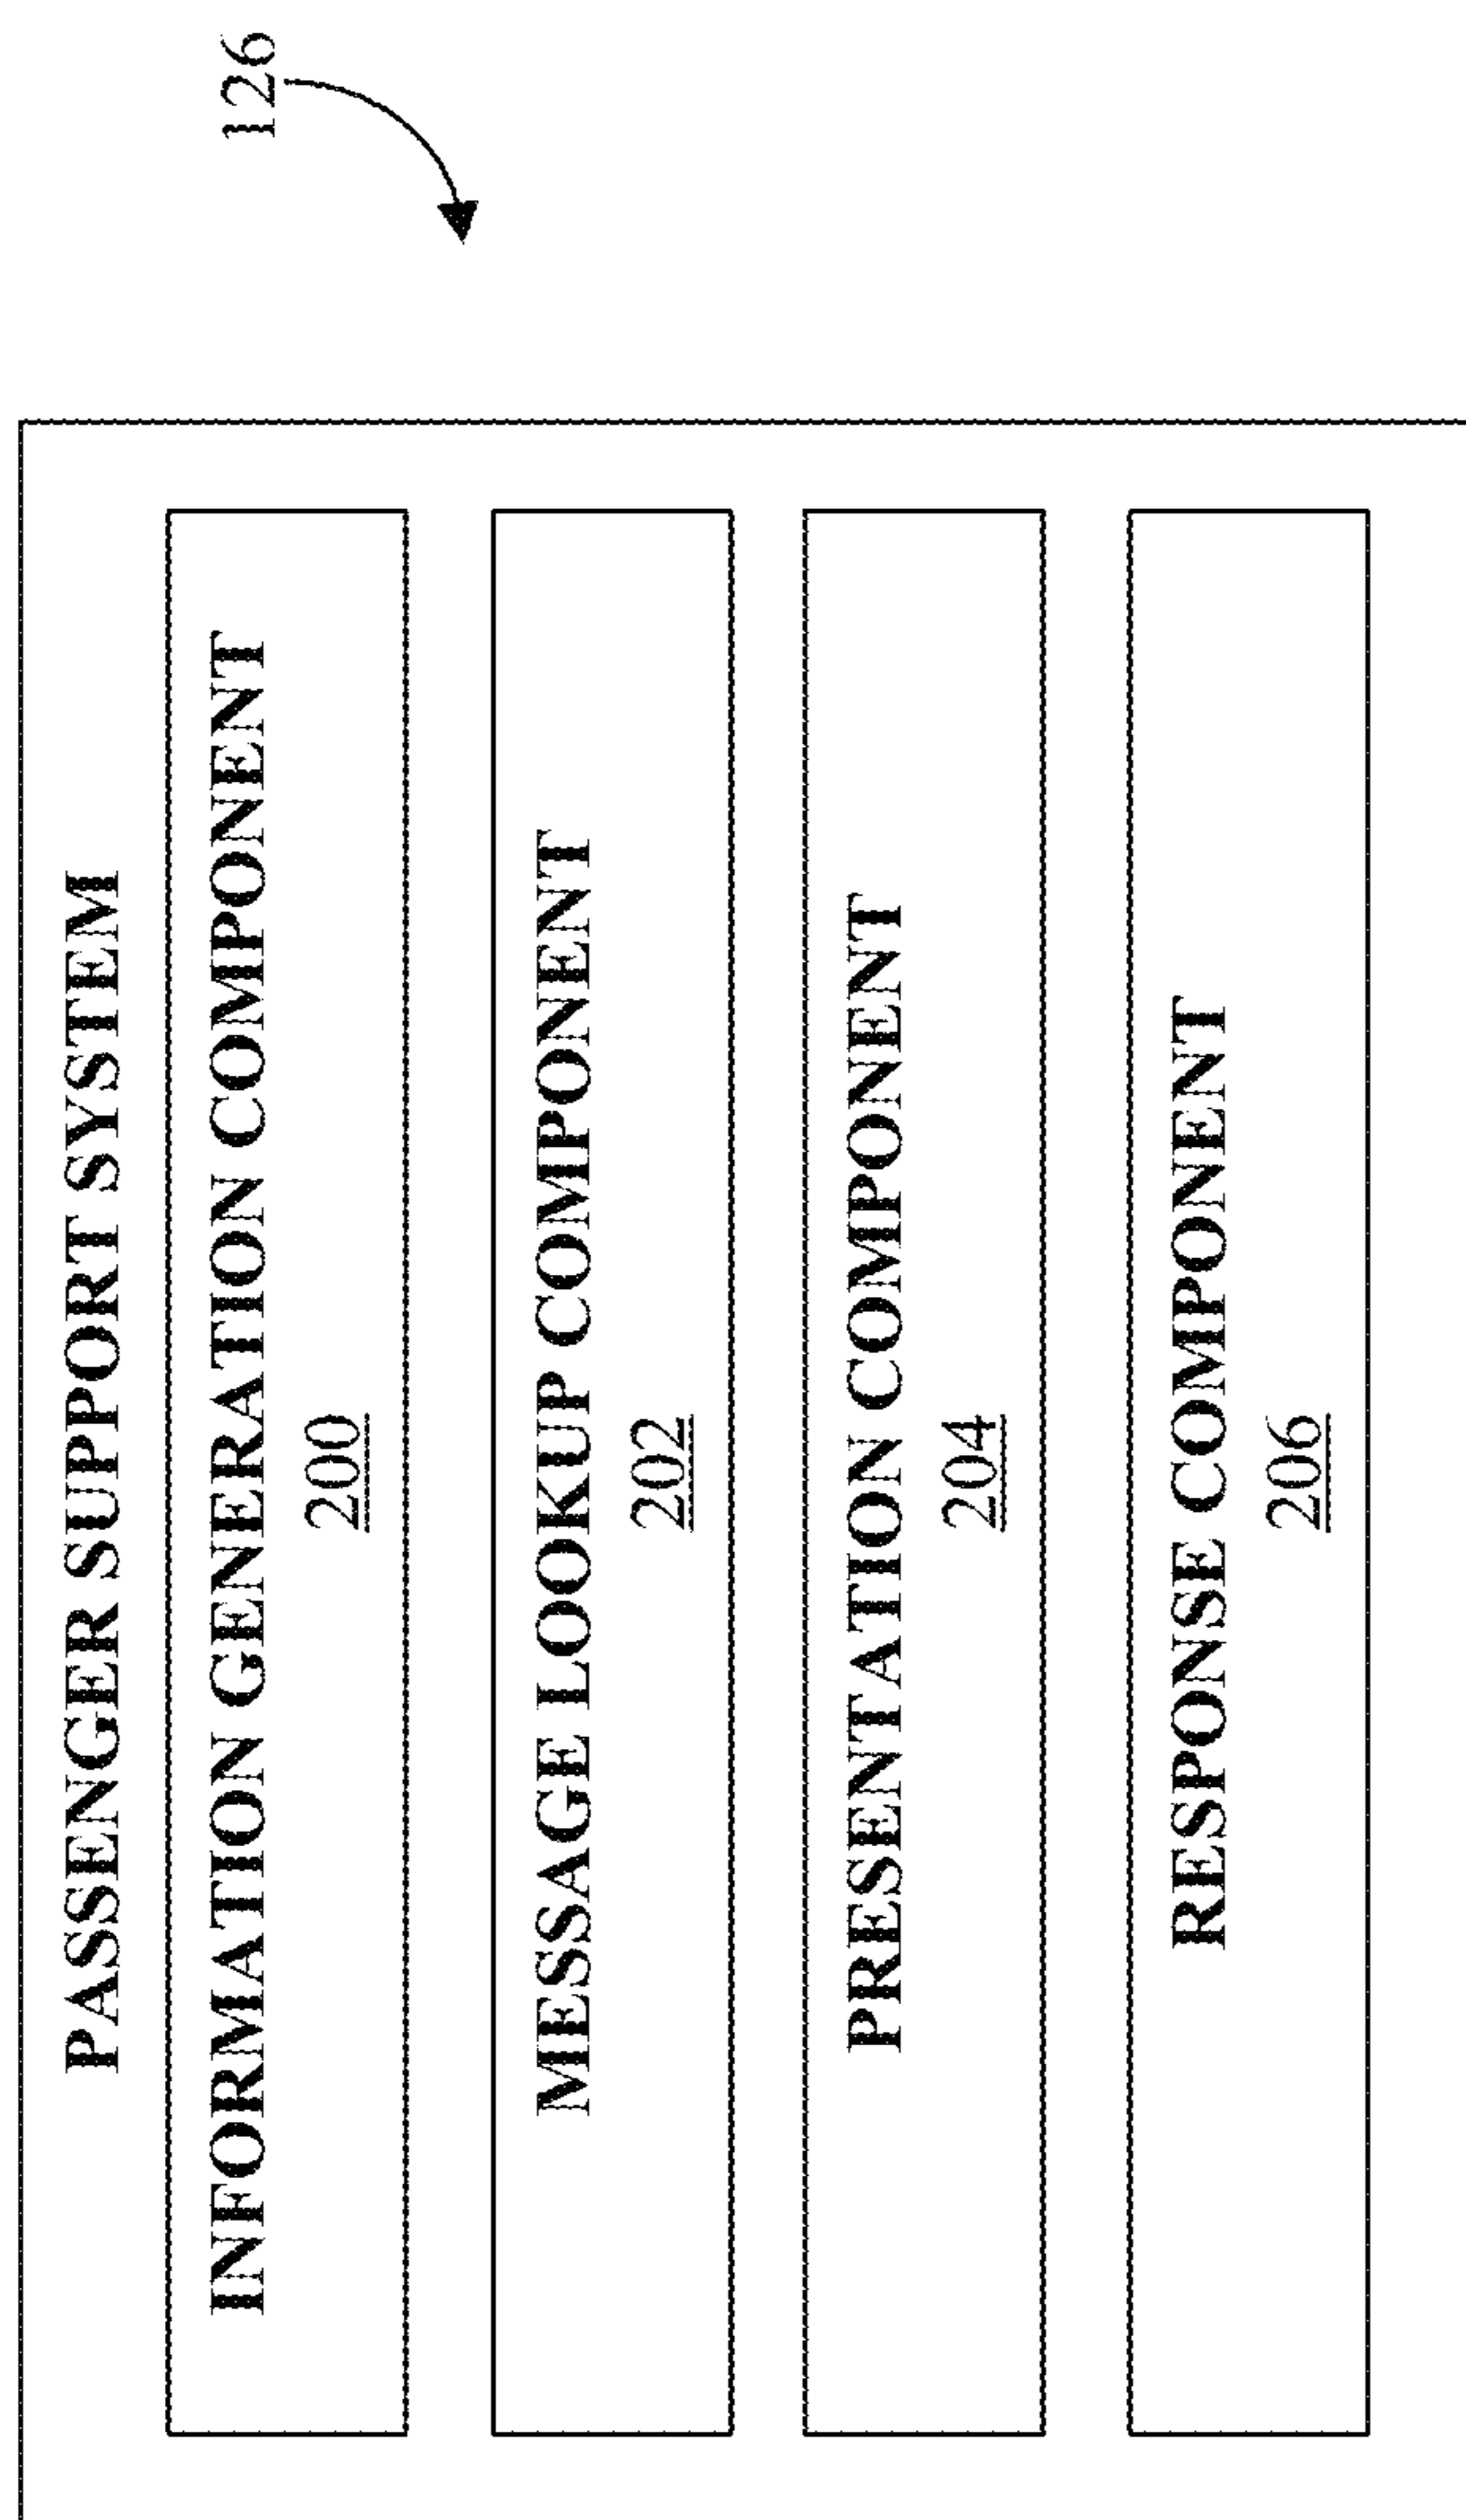 126
PASSENGER SUPPORT SYSTEM
INFORMATION GENERATION COMPONENT
200
MESSAGE LOOKUP COMPONENT
202
PRESENTATION COMPONENT
204
RESPONSE COMPONENT
206